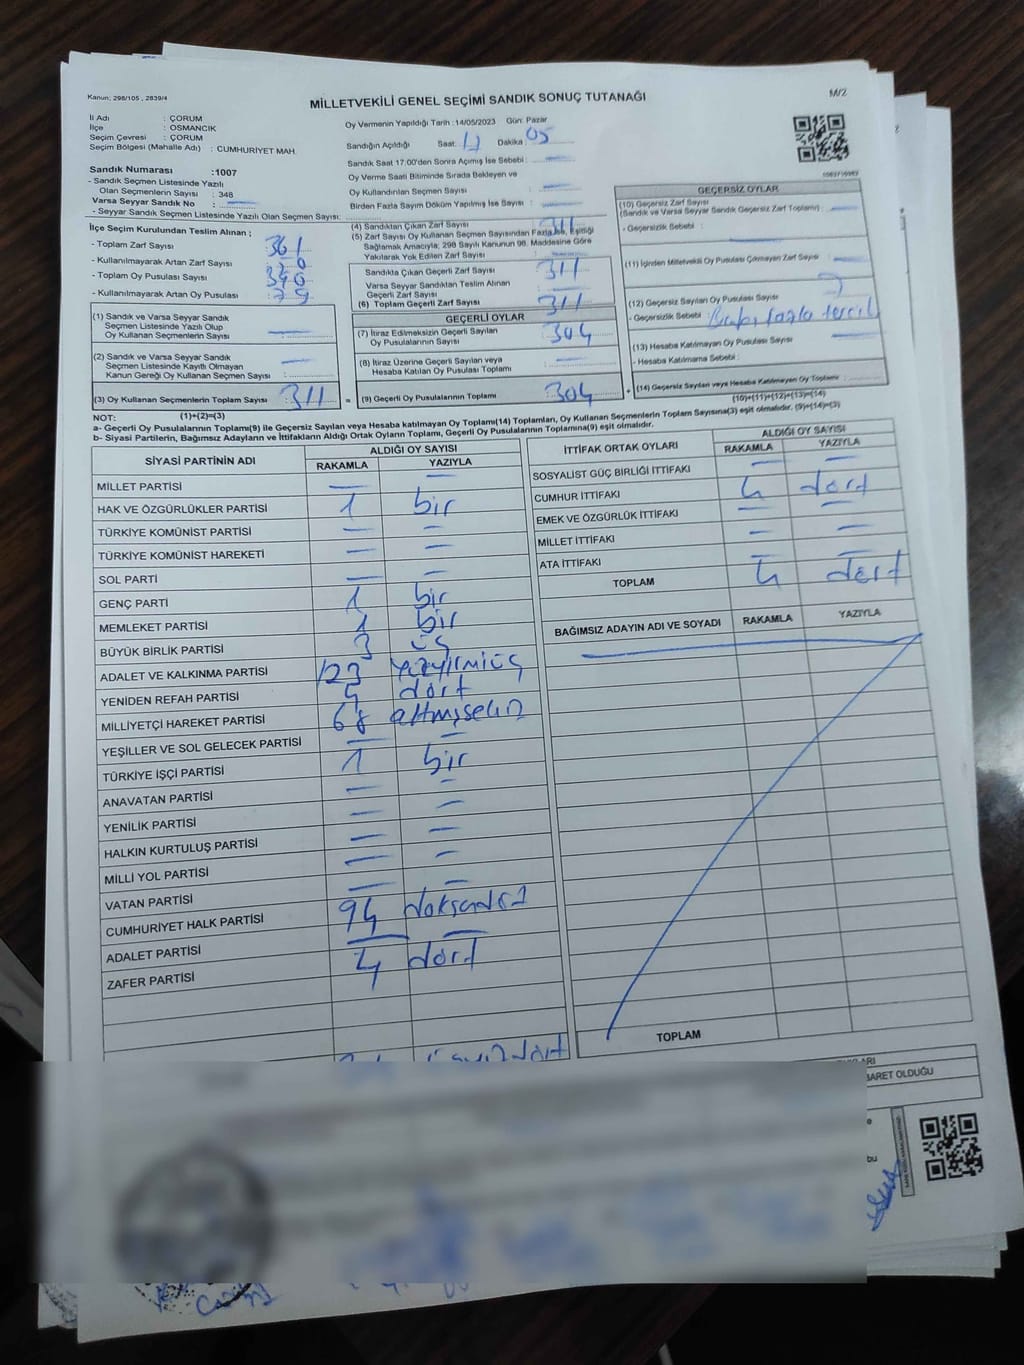 Kanun; 298/105 , 2839/4
MİLLETVEKİLİ GENEL SEÇİMİ SANDIK SONUÇ TUTANAĞI
M/2
İl Adı : ÇORUM
İlçe : OSMANCIK
Seçim Çevresi : ÇORUM
Seçim Bölgesi (Mahalle Adı) : CUMHURİYET MAH.
Sandık Numarası :1007
- Sandık Seçmen Listesinde Yazılı
Olan Seçmenlerin Sayısı : 348
Varsa Seyyar Sandık No :
- Seyyar Sandık Seçmen Listesinde Yazılı Olan Seçmen Sayısı:
Oy Vermenin Yapıldığı Tarih :14/05/2023 Gün: Pazar
Sandığın Açıldığı Saat: Dakika: 05
Sandık Saat 17:00'den Sonra Açımış İse Sebebi :
Oy Verme Saati Bitiminde Sırada Bekleyen ve
Oy Kullandırılan Seçmen Sayısı
Birden Fazla Sayım Döküm Yapılmış İse Sayısı :
İlçe Seçim Kurulundan Teslim Alınan ;
- Toplam Zarf Sayısı : 361
- Kullanılmayarak Artan Zarf Sayısı :
- Toplam Oy Pusulası Sayısı :
- Kullanılmayarak Artan Oy Pusulası :
(1) Sandık ve Varsa Seyyar Sandık
Seçmen Listesinde Yazılı Olup
Oy Kullanan Seçmenlerin Sayısı :
(2) Sandık ve Varsa Seyyar Sandık
Seçmen Listesinde Kayıtlı Olmayan
Kanun Gereği Oy Kullanan Seçmen Sayısı :
(3) Oy Kullanan Seçmenlerin Toplam Sayısı : 311
(1)+(2)=(3)
(4) Sandıktan Çıkan Zarf Sayısı : 311
(5) Zarf Sayısı Oy Kullanan Seçmen Sayısından Fazla İse, Eşitliği
Sağlamak Amacıyla, 298 Sayılı Kanunun 98. Maddesine Göre
Yakılarak Yok Edilen Zarf Sayısı :
Sandıkta Çıkan Geçerli Zarf Sayısı : 311
Varsa Seyyar Sandıktan Teslim Alınan
Geçerli Zarf Sayısı :
(6) Toplam Geçerli Zarf Sayısı : 311
GEÇERLİ OYLAR
(7) İtiraz Edilmeksizin Geçerli Sayılan
Oy Pusulalarının Sayısı : 304
(8) İtiraz Üzerine Geçerli Sayılan veya
Hesaba Katılan Oy Pusulası Toplamı :
= (9) Geçerli Oy Pusulalarının Toplamı : 304 +
GEÇERSİZ OYLAR
(10) Geçersiz Zarf Sayısı
(Sandık ve Varsa Seyyar Sandık Geçersiz Zarf Toplamı) :
- Geçersizlik Sebebi :
(11) İçinden Milletvekili Oy Pusulası Çıkmayan Zarf Sayısı :
(12) Geçersiz Sayılan Oy Pusulası Sayısı : 7
- Geçersizlik Sebebi : fazla tercih
(13) Hesaba Katılmayan Oy Pusulası Sayısı :
- Hesaba Katılmama Sebebi :
(14) Geçersiz Sayılan veya Hesaba Katılmayan Oy Toplamı :
(10)+(11)+(12)+(13)=(14)
NOT:
a- Geçerli Oy Pusulalarının Toplamı(9) ile Geçersiz Sayılan veya Hesaba katılmayan Oy Toplamı(14) Toplamları, Oy Kullanan Seçmenlerin Toplam Sayısına(3) eşit olmalıdır. (9)+(14)=(3)
b- Siyasi Partilerin, Bağımsız Adayların ve İttifakların Aldığı Ortak Oyların Toplamı, Geçerli Oy Pusulalarının Toplamına(9) eşit olmalıdır.
SİYASİ PARTİNİN ADI ALDIĞI OY SAYISI
RAKAMLA YAZIYLA
MİLLET PARTİSİ
HAK VE ÖZGÜRLÜKLER PARTİSİ 1 bir
TÜRKİYE KOMÜNİST PARTİSİ
TÜRKİYE KOMÜNİST HAREKETİ
SOL PARTİ
GENÇ PARTİ 1 bir
MEMLEKET PARTİSİ 1 bir
BÜYÜK BİRLİK PARTİSİ 3 üç
ADALET VE KALKINMA PARTİSİ 123 yüzyirmiüç
YENİDEN REFAH PARTİSİ 4 dört
MİLLİYETÇİ HAREKET PARTİSİ 68 altmışsekiz
YEŞİLLER VE SOL GELECEK PARTİSİ
TÜRKİYE İŞÇİ PARTİSİ 1 bir
ANAVATAN PARTİSİ
YENİLİK PARTİSİ
HALKIN KURTULUŞ PARTİSİ
MİLLİ YOL PARTİSİ
VATAN PARTİSİ
CUMHURİYET HALK PARTİSİ 94
ADALET PARTİSİ
ZAFER PARTİSİ 4 dört
İTTİFAK ORTAK OYLARI ALDIĞI OY SAYISI
RAKAMLA YAZIYLA
SOSYALİST GÜÇ BİRLİĞİ İTTİFAKI
CUMHUR İTTİFAKI 4 dört
EMEK VE ÖZGÜRLÜK İTTİFAKI
MİLLET İTTİFAKI
ATA İTTİFAKI
TOPLAM 4 dört
BAĞIMSIZ ADAYIN ADI VE SOYADI RAKAMLA YAZIYLA
TOPLAM
BARET OLDUĞU
bu